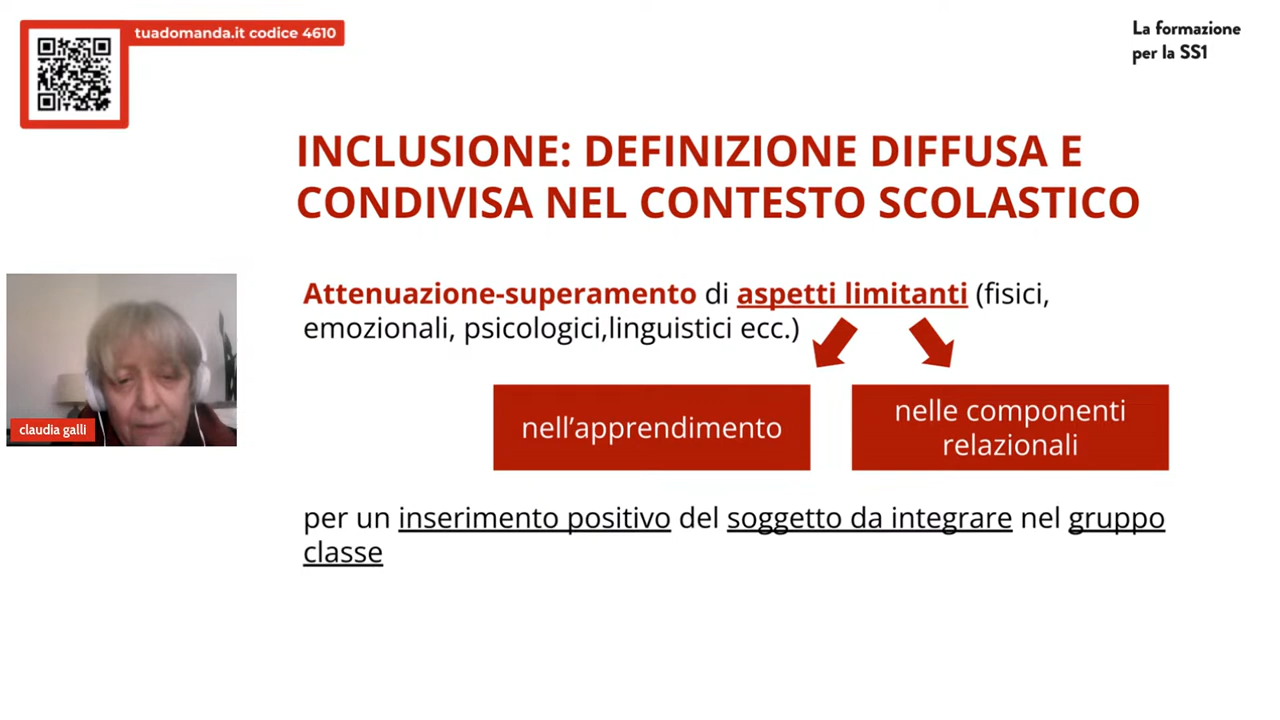 tuadomanda.it codice 4610
La formazione
per la SS1
INCLUSIONE: DEFINIZIONE DIFFUSA E
CONDIVISA NEL CONTESTO SCOLASTICO
Attenuazione-superamento di aspetti limitanti (fisici,
emozionali, psicologici,linguistici ecc.)
nell’apprendimento
nelle componenti
relazionali
per un inserimento positivo del soggetto da integrare nel gruppo
classe
claudia galli